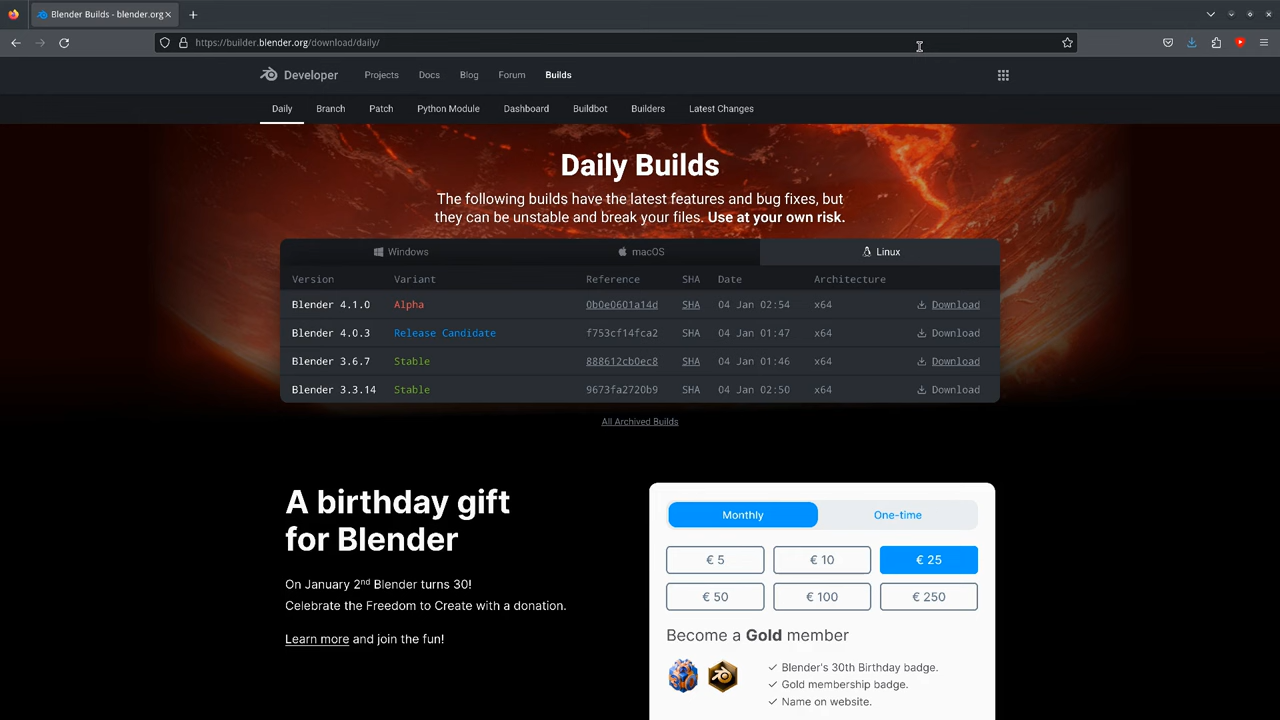 Blender Builds - blender.org
https://builder.blender.org/download/daily/
Developer Projects Docs Blog Forum Builds
Daily Branch Patch Python Module Dashboard Buildbot Builders Latest Changes
Daily Builds
The following builds have the latest features and bug fixes, but
they can be unstable and break your files. Use at your own risk.
Windows macOS Linux
Version Variant Reference SHA Date Architecture
Blender 4.1.0 Alpha 0b0e0601a14d SHA 04 Jan 02:54 x64 Download
Blender 4.0.3 Release Candidate f753cf14fca2 SHA 04 Jan 01:47 x64 Download
Blender 3.6.7 Stable 888612cb0ec8 SHA 04 Jan 01:46 x64 Download
Blender 3.3.14 Stable 9673fa2720b9 SHA 04 Jan 02:50 x64 Download
All Archived Builds
A birthday gift
for Blender
On January 2nd Blender turns 30!
Celebrate the Freedom to Create with a donation.
Learn more and join the fun!
Monthly One-time
€ 5 € 10 € 25
€ 50 € 100 € 250
Become a Gold member
✓ Blender's 30th Birthday badge.
✓ Gold membership badge.
✓ Name on website.